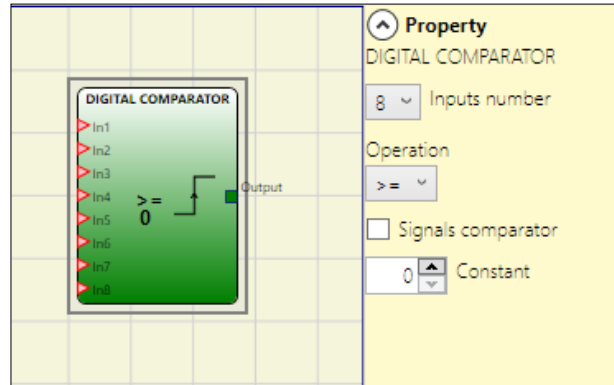 DIGITAL COMPARATOR
In1
In2
In3
In4
In5
In6
In7
In8
>=
0
Output
Property
DIGITAL COMPARATOR
8 Inputs number
Operation
>=
Signals comparator
0 Constant